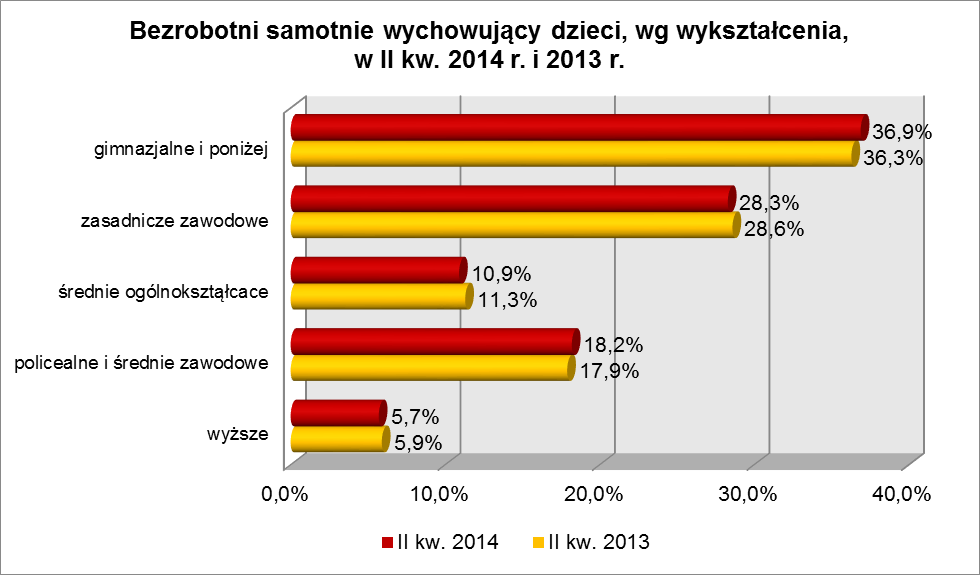 Bezrobotni samotnie wychowujący dzieci, wg wykształcenia,
w II kw. 2014 r. i 2013 r.
gimnazjalne i poniżej
36,9%
36,3%
zasadnicze zawodowe
28,3%
28,6%
średnie ogólnokształcace
10,9%
11,3%
policealne i średnie zawodowe
18,2%
17,9%
wyższe
5,7%
5,9%
0,0% 10,0% 20,0% 30,0% 40,0%
II kw. 2014 II kw. 2013